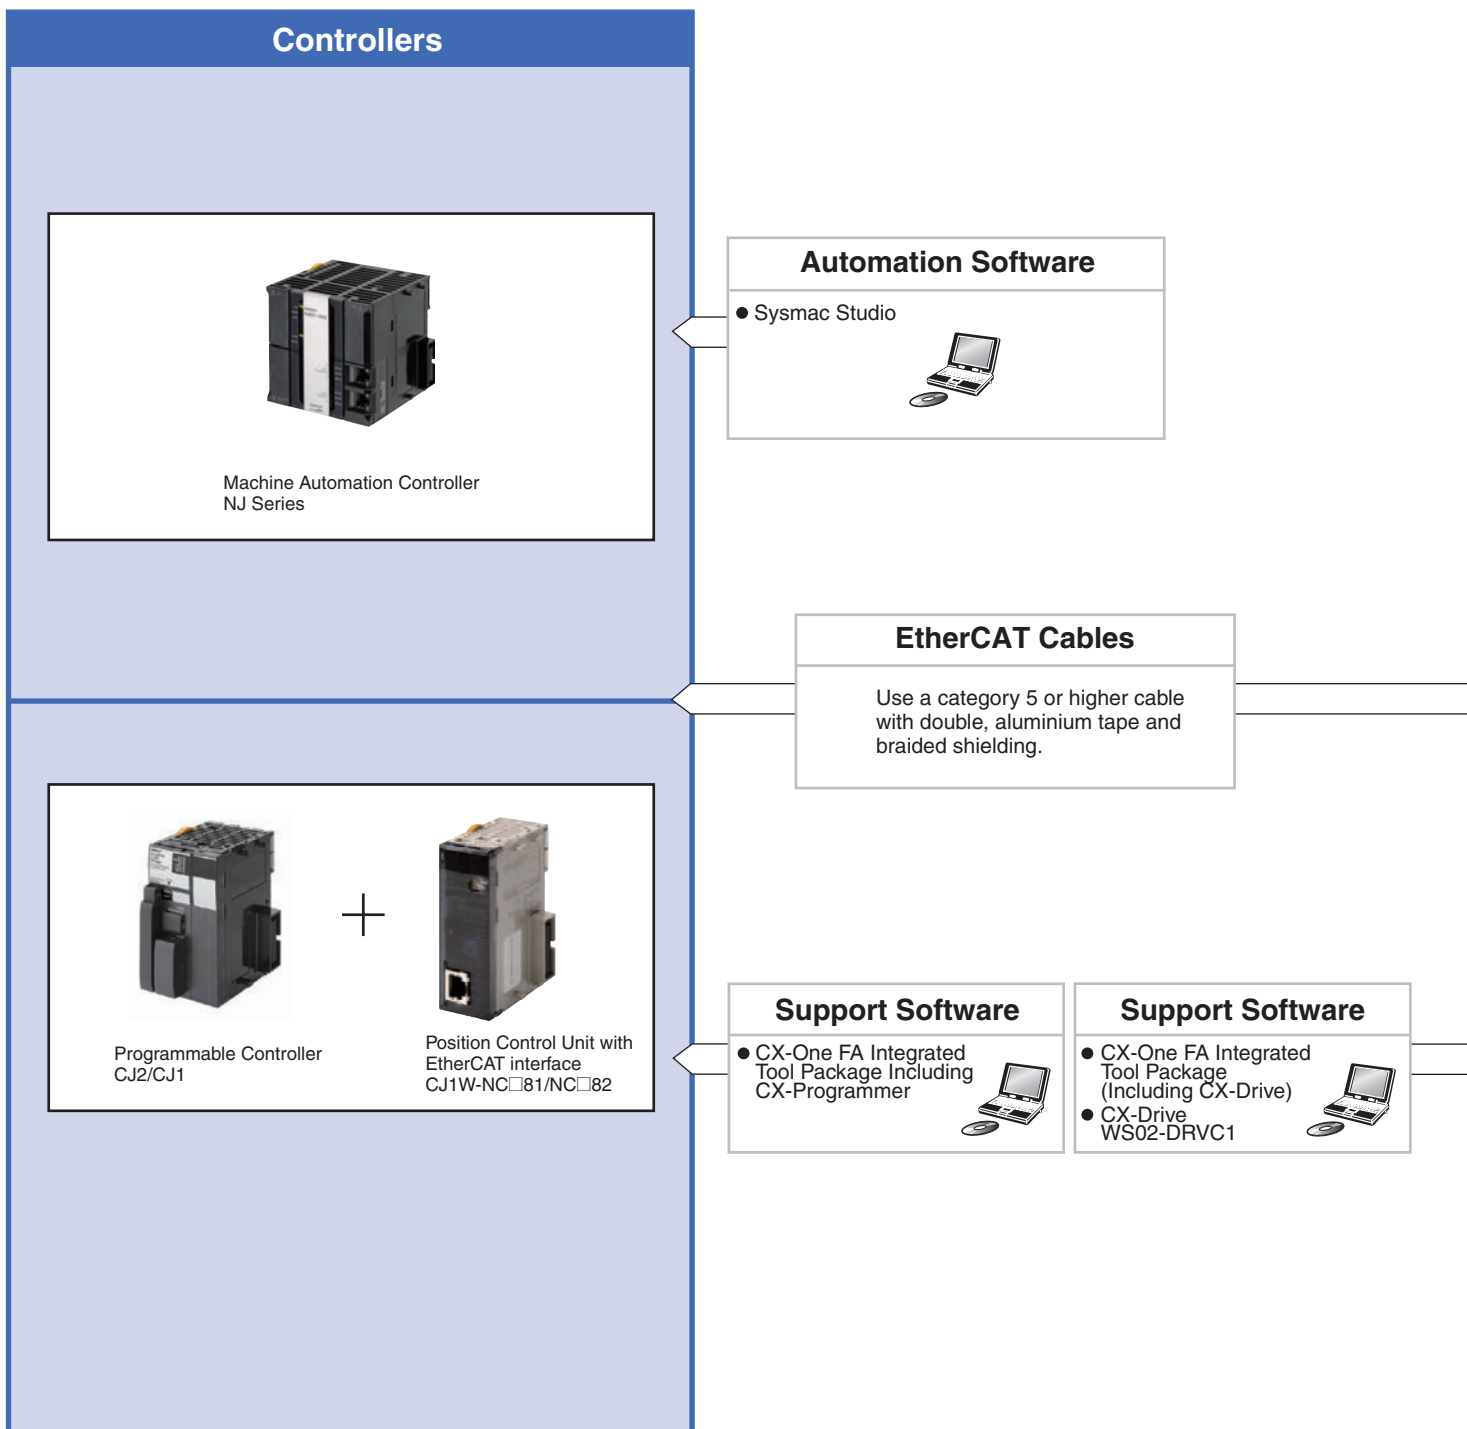 Controllers
Machine Automation Controller
NJ Series
Automation Software
● Sysmac Studio
EtherCAT Cables
Use a category 5 or higher cable
with double, aluminium tape and
braided shielding.
Programmable Controller
CJ2/CJ1
Position Control Unit with
EtherCAT interface
CJ1W-NC□81/NC□82
Support Software
● CX-One FA Integrated
Tool Package Including
CX-Programmer
Support Software
● CX-One FA Integrated
Tool Package
(Including CX-Drive)
● CX-Drive
WS02-DRVC1